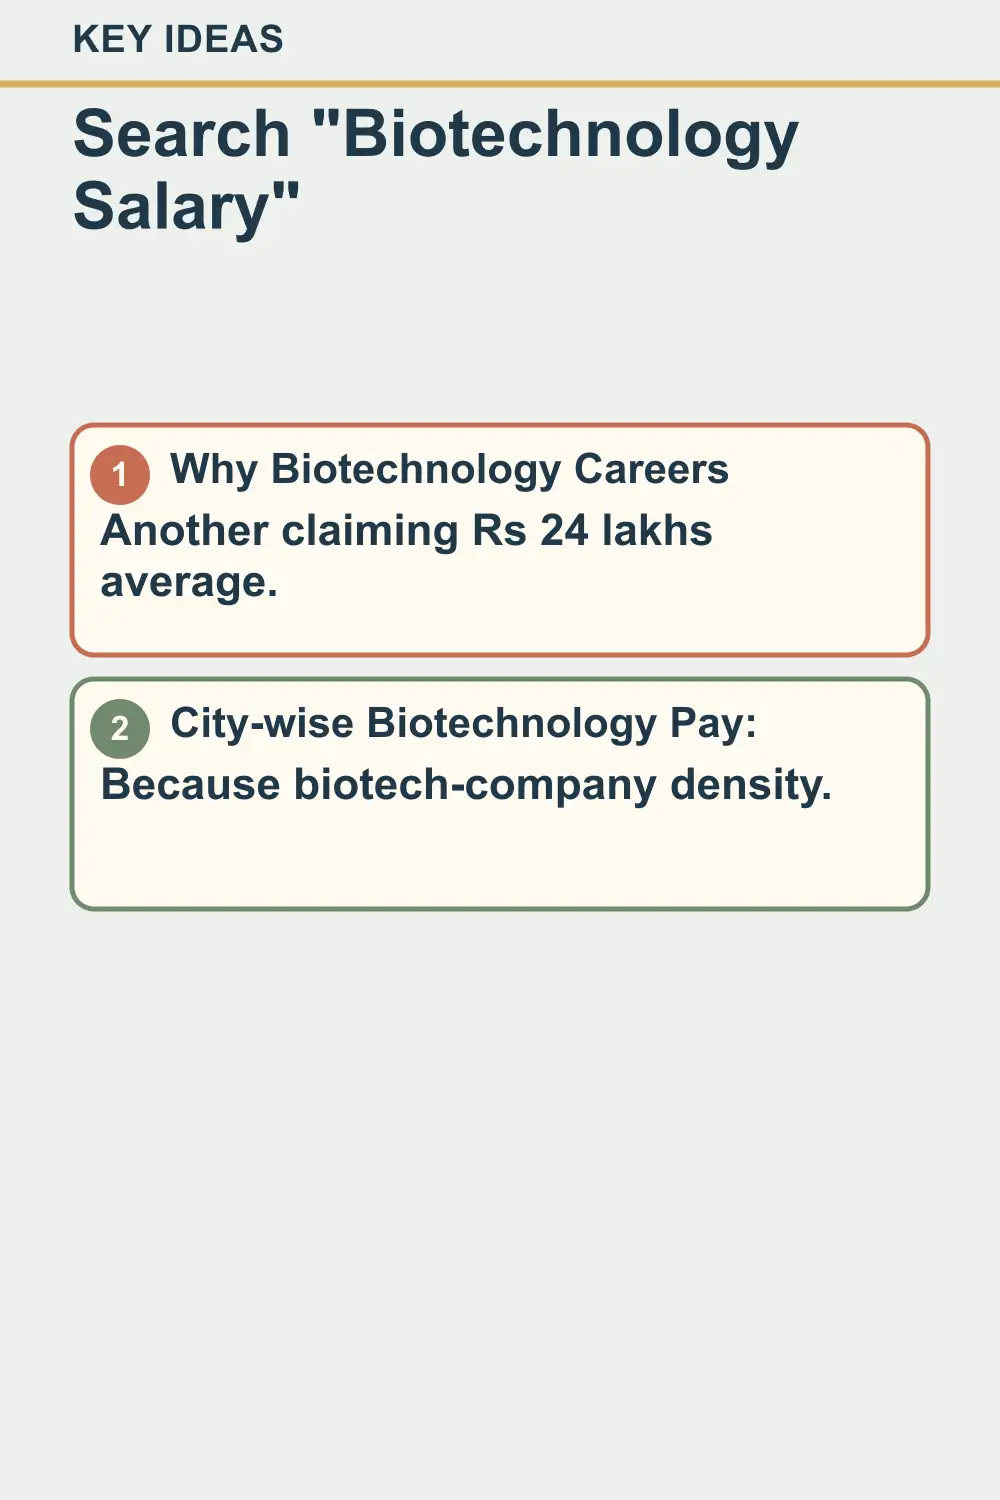 KEY IDEAS
Search "Biotechnology
Salary"
1 Why Biotechnology Careers
Another claiming Rs 24 lakhs
average.
2 City-wise Biotechnology Pay:
Because biotech-company density.